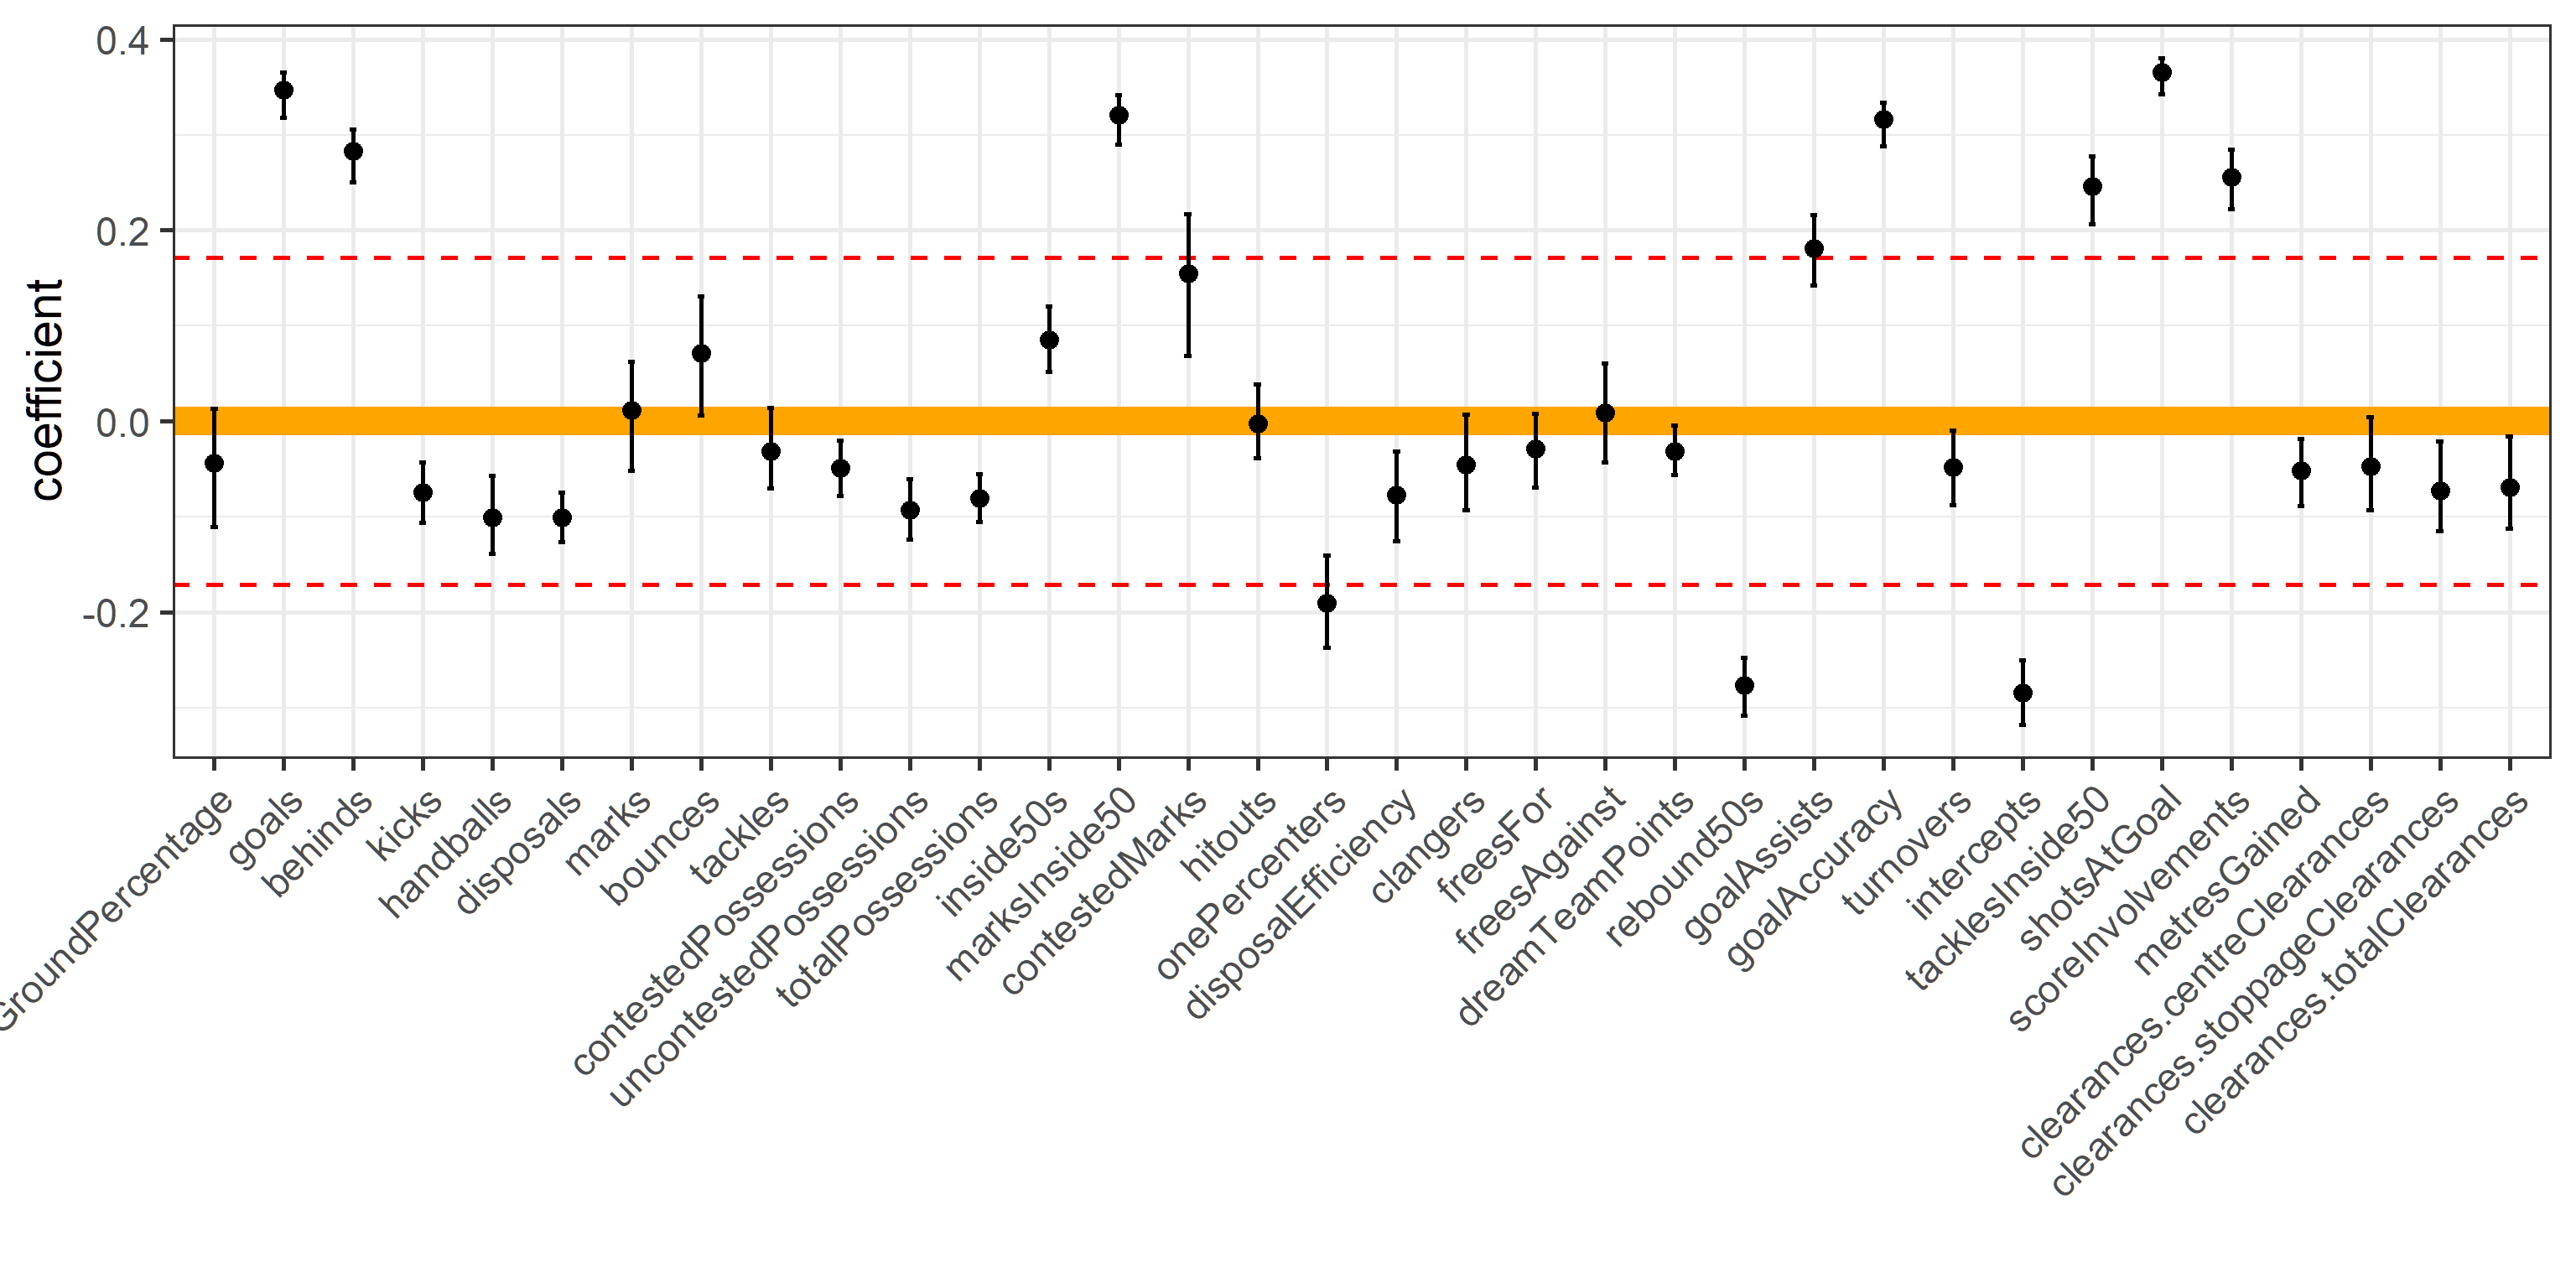 0.4
0.2
0.0
-0.2
coefficient
GroundPercentage
goals
behinds
kicks
handballs
disposals
marks
bounces
tackles
contestedPossessions
uncontestedPossessions
totalPossessions
inside50s
marksInside50
contestedMarks
hitouts
onePercenters
disposalEfficiency
clangers
freesFor
freesAgainst
dreamTeamPoints
rebound50s
goalAssists
goalAccuracy
turnovers
intercepts
tacklesInside50
shotsAtGoal
scoreInvolvements
metresGained
clearances.centreClearances
clearances.stoppageClearances
clearances.totalClearances